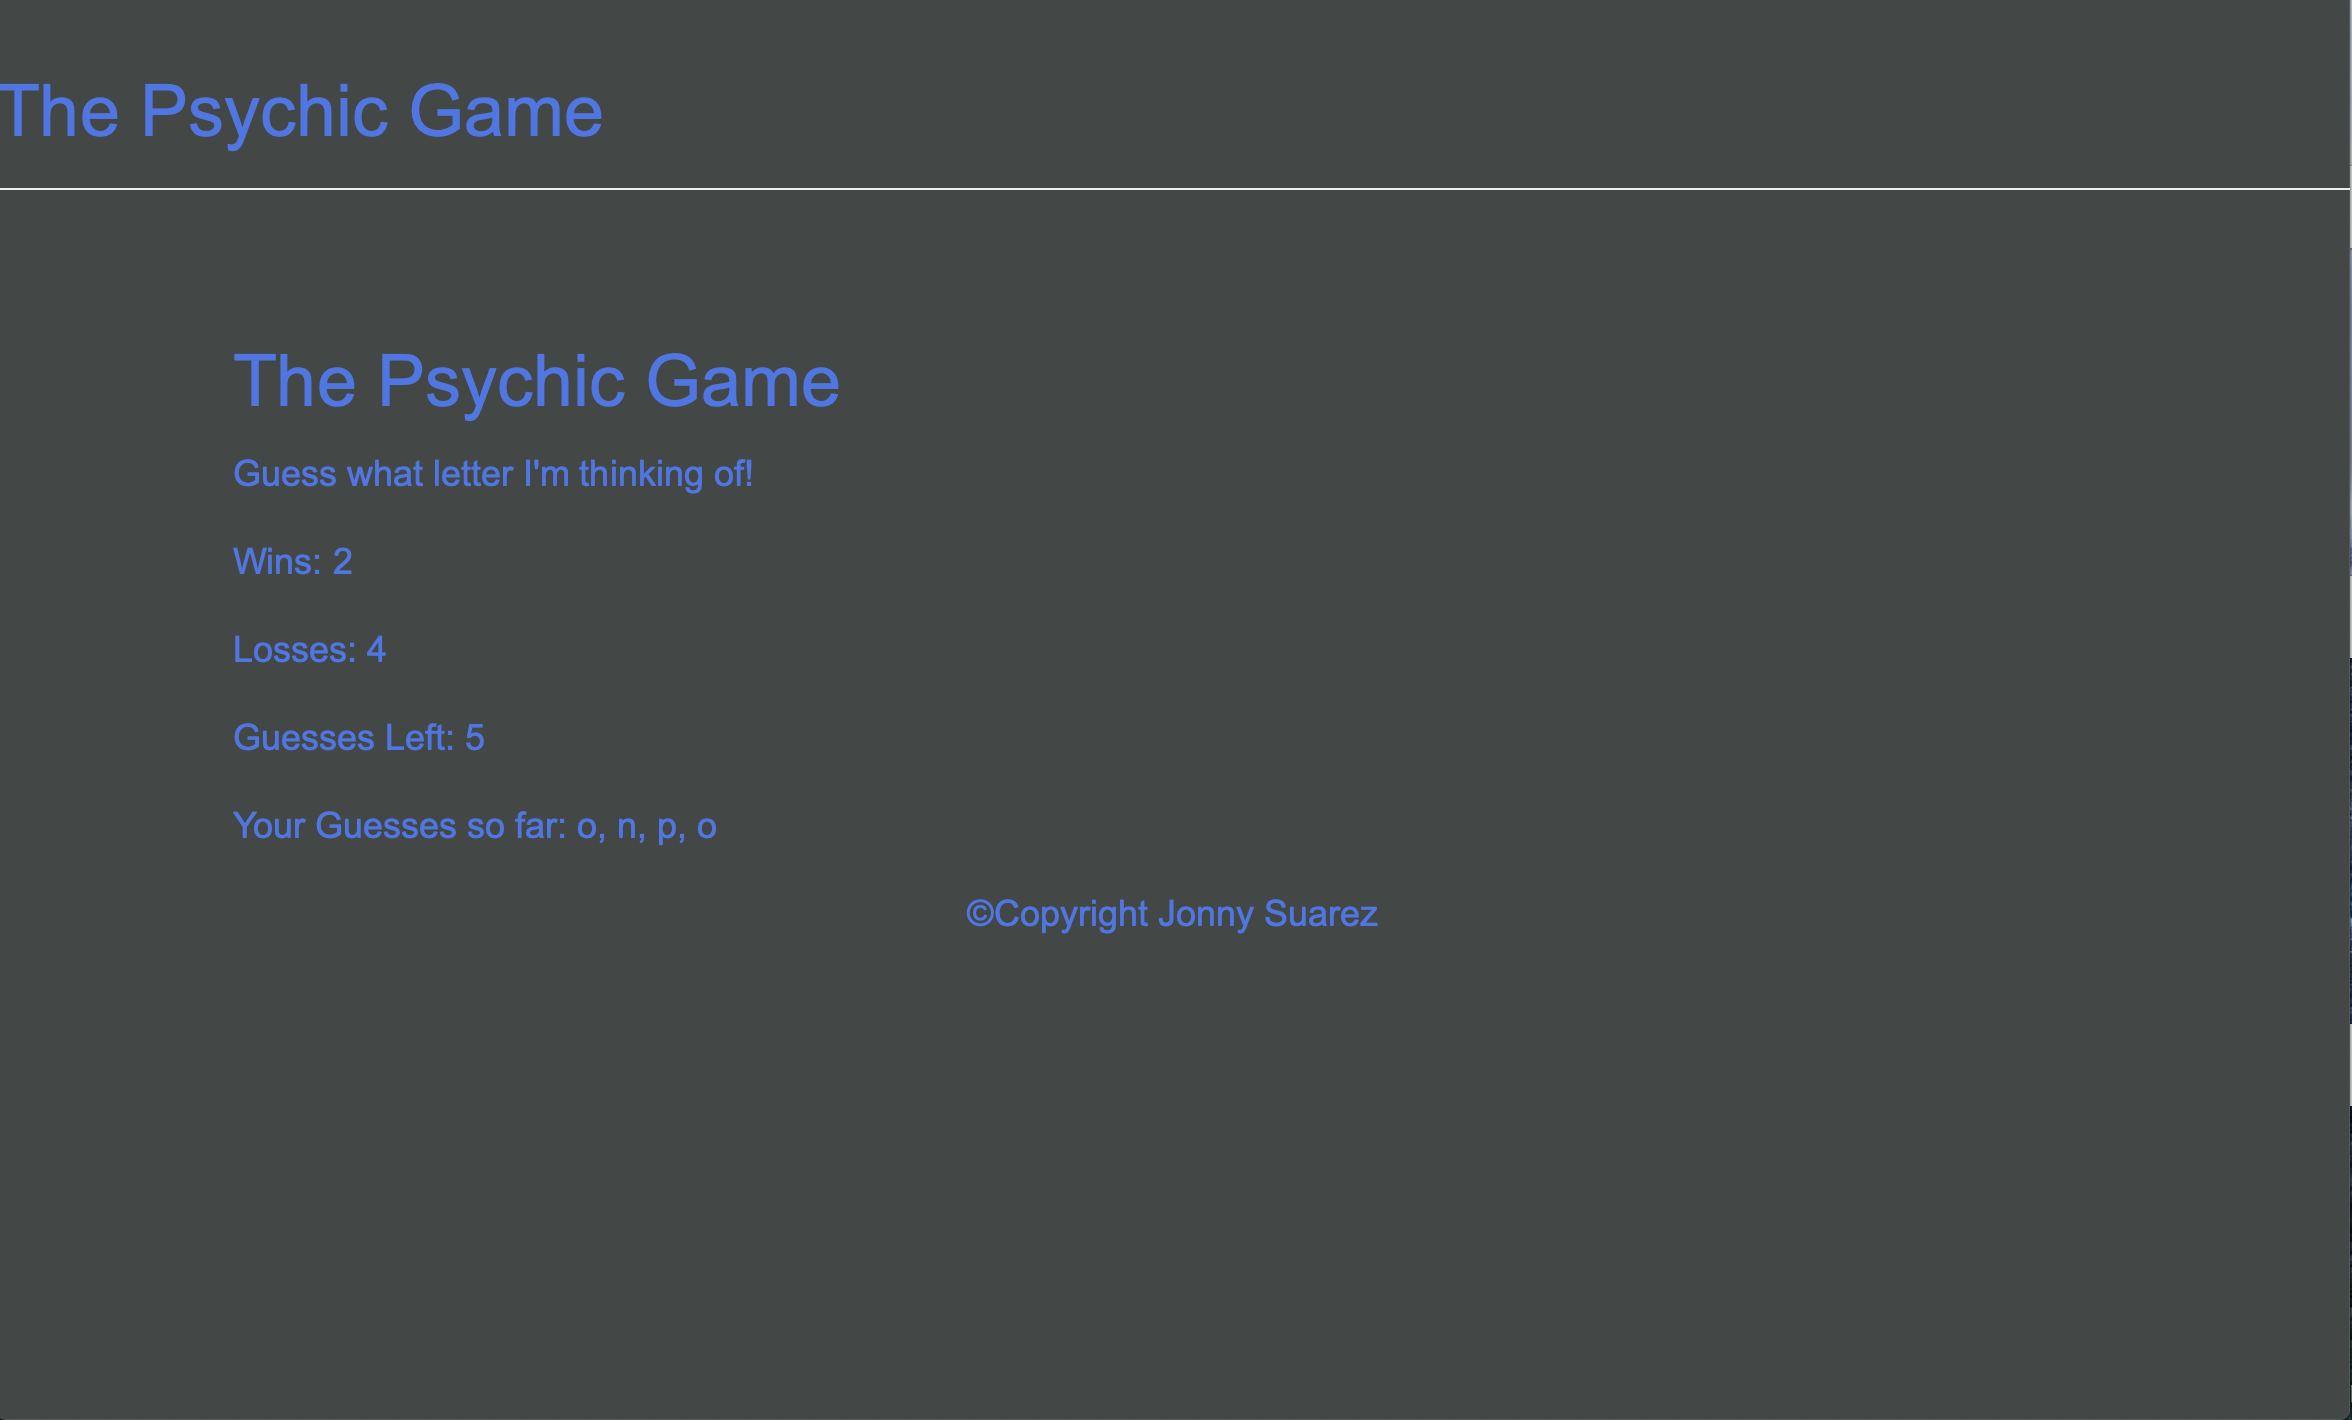 The Psychic Game
The Psychic Game
Guess what letter I'm thinking of!
Wins: 2
Losses: 4
Guesses Left: 5
Your Guesses so far: o, n, p, o
©Copyright Jonny Suarez